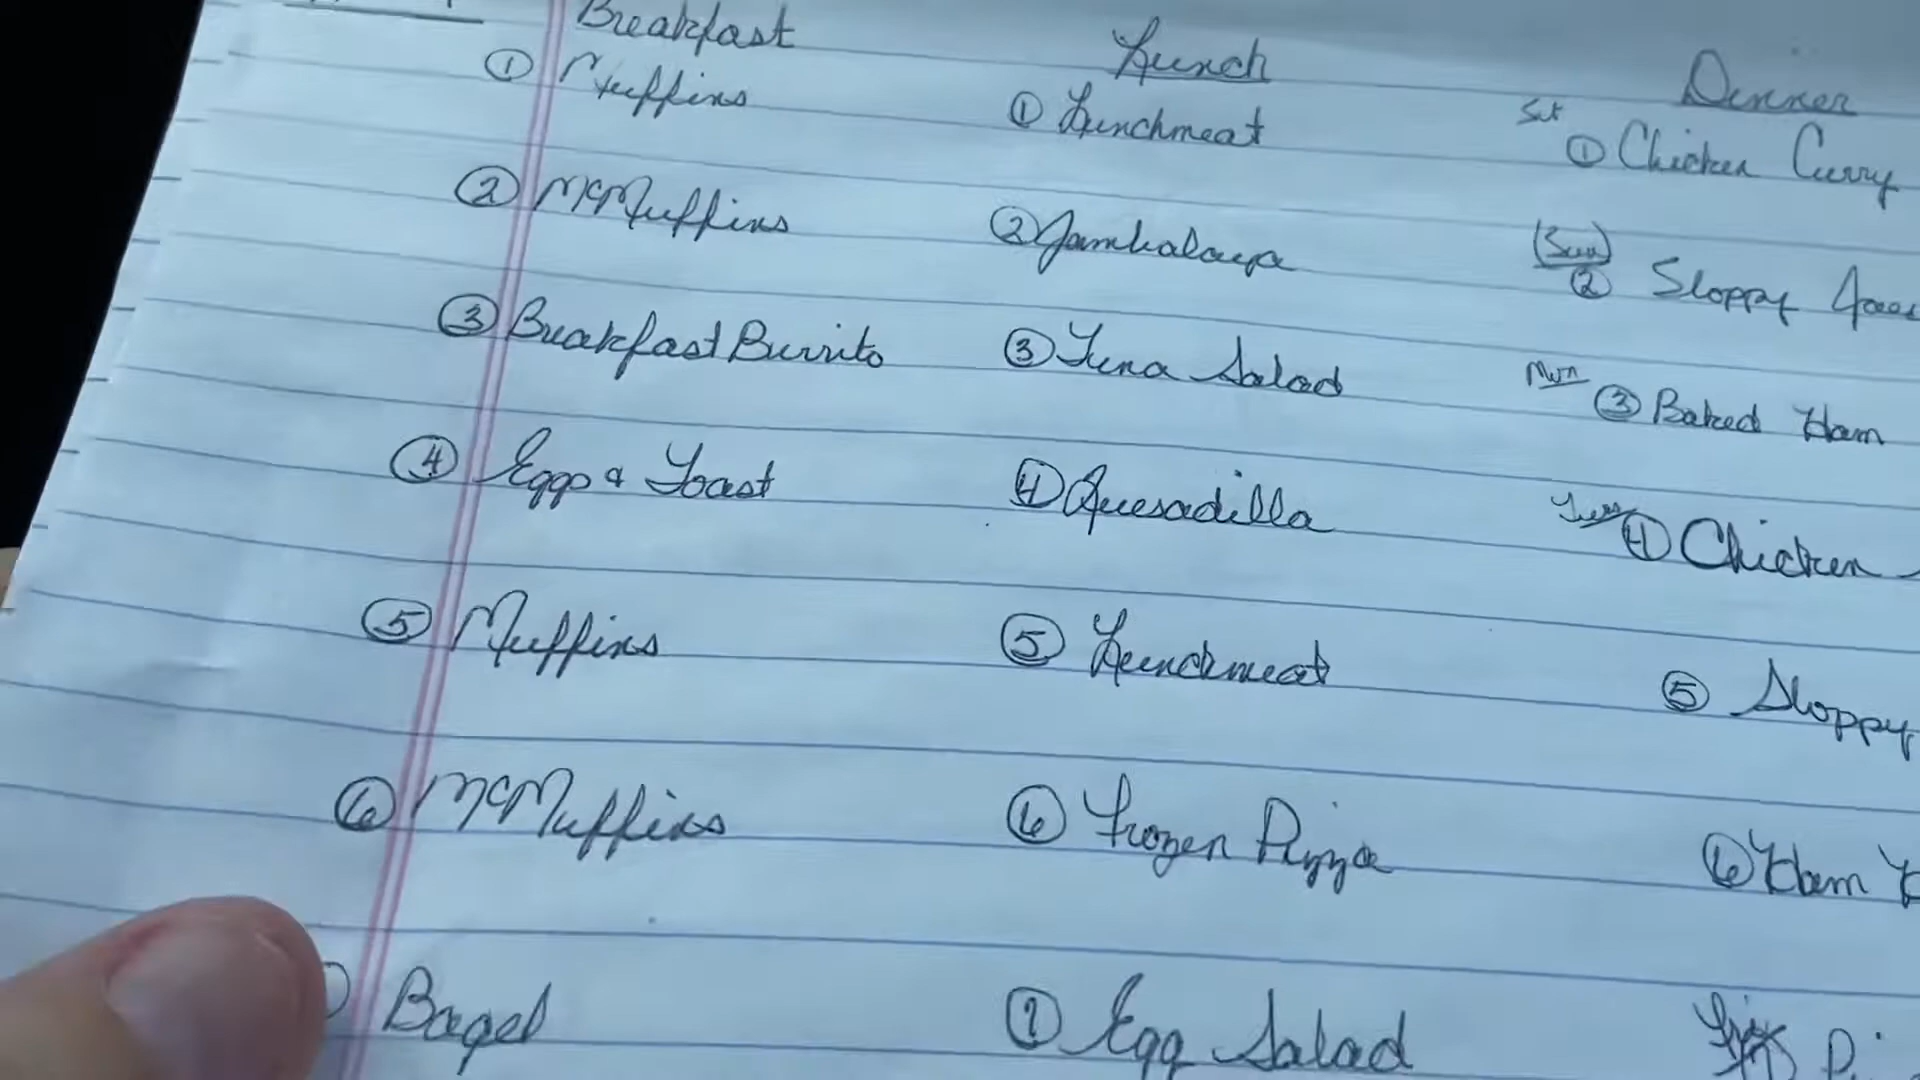 Breakfast Lunch Dinner
① Muffins ① Lunchmeat Sat ① Chicken Curry
② McMuffins ② Jambalaya (Sun) ② Sloppy Joes
③ Breakfast Burrito ③ Tuna Salad Mon ③ Baked Ham
④ Eggs & Toast ④ Quesadilla Tues ④ Chicken
⑤ Muffins ⑤ Lunchmeat ⑤ Sloppy
⑥ McMuffins ⑥ Frozen Pizza ⑥ Ham
Bagel ⑦ Egg Salad